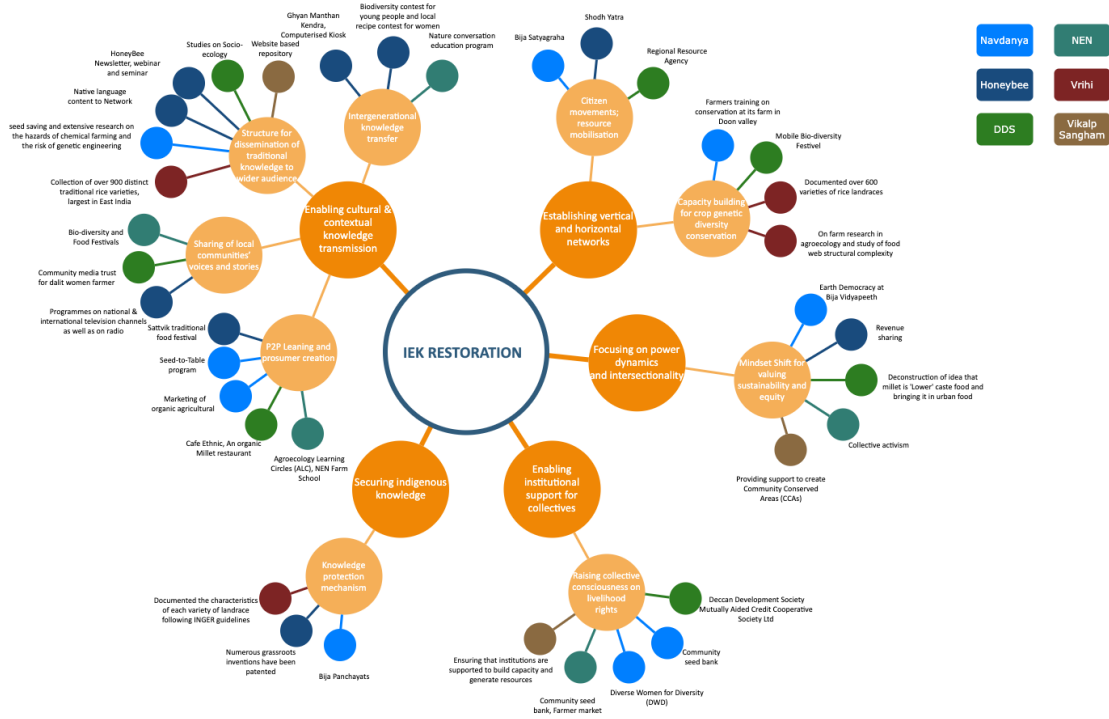 Ghyan Manthan
Kendra,
Computerised Kiosk
Biodiversity contest for
young people and local
recipe contest for women
Nature conversation
education program
Website based
repository
Studies on Socio-
ecology
HoneyBee
Newsletter, webinar
and seminar
Native language
content to Network
seed saving and extensive research on
the hazards of chemical farming and
the risk of genetic engineering
Collection of over 900 distinct
traditional rice varieties,
largest in East India
Structure for
dissemination of
traditional
knowledge to
wider audience
Intergenerational
knowledge
transfer
Enabling cultural &
contextual
knowledge
transmission
Bio-diversity and
Food Festivals
Community media trust
for dalit women farmer
Programmes on national &
international television channels
as well as on radio
Sharing of local
communities'
voices and stories
Sattvik traditional
food festival
Seed-to-Table
program
Marketing of
organic agricultural
Cafe Ethnic, An organic
Millet restaurant
Agroecology Learning
Circles (ALC), NEN Farm
School
P2P Leaning and
prosumer creation
Bija Satyagraha
Shodh Yatra
Regional Resource
Agency
Citizen
movements;
resource
mobilisation
Establishing vertical
and horizontal
networks
Farmers training on
conservation at its farm in
Doon valley
Mobile Bio-diversity
Festivel
Documented over 600
varieties of rice landraces
On farm research in
agroecology and study of food
web structural complexity
Capacity building
for crop genetic
diversity
conservation
Navdanya
NEN
Honeybee
Vrihi
DDS
Vikalp
Sangham
IEK RESTORATION
Focusing on power
dynamics
and intersectionality
Earth Democracy at
Bija Vidyapeeth
Revenue
sharing
Deconstruction of idea that
millet is 'Lower' caste food and
bringing it in urban food
Collective activism
Providing support to create
Community Conserved
Areas (CCAs)
Mindset Shift for
valuing
sustainability and
equity
Securing indigenous
knowledge
Knowledge
protection
mechanism
Documented the characteristics
of each variety of landrace
following INGER guidelines
Numerous grassroots
inventions have been
patented
Bija Panchayats
Enabling
institutional
support for
collectives
Raising collective
consciousness on
livelihood
rights
Deccan Development Society
Mutually Aided Credit Cooperative
Society Ltd
Community
seed bank
Diverse Women for Diversity
(DWD)
Community seed
bank, Farmer market
Ensuring that institutions are
supported to build capacity and
generate resources